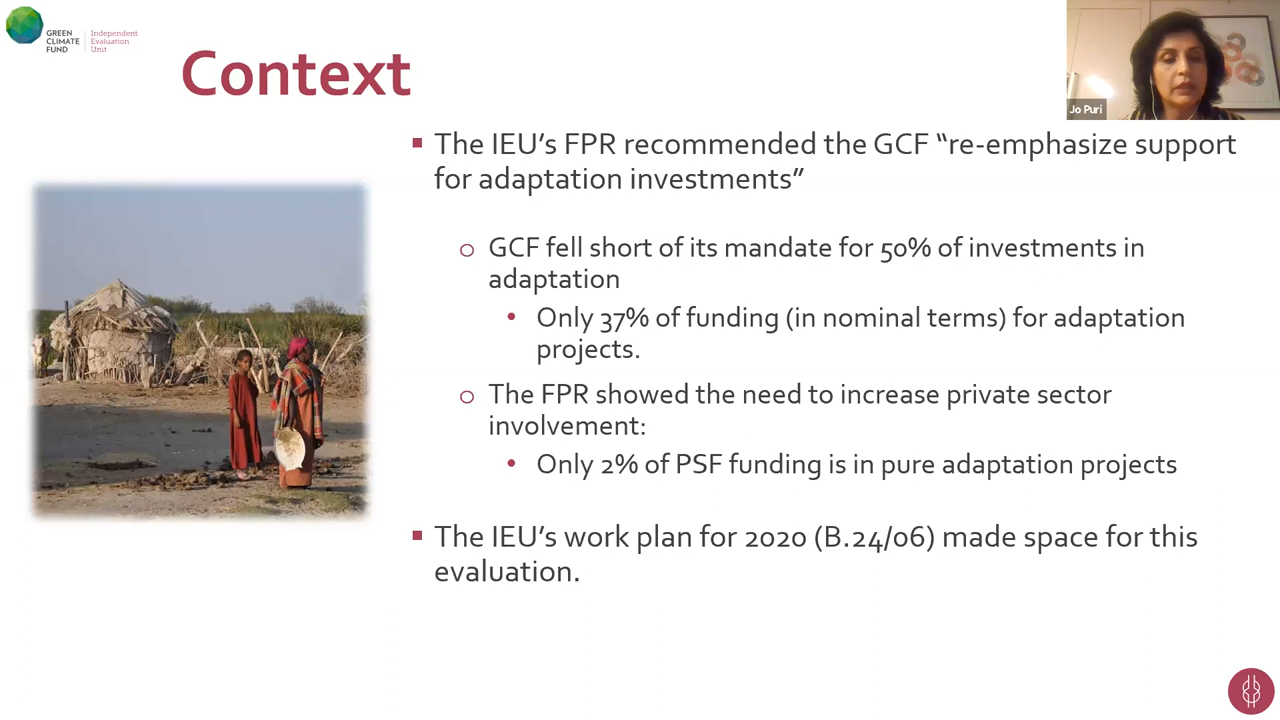 GREEN
CLIMATE
FUND
Independent
Evaluation
Unit
Context
Jo Puri
▪ The IEU’s FPR recommended the GCF “re-emphasize support
for adaptation investments”
o GCF fell short of its mandate for 50% of investments in
adaptation
• Only 37% of funding (in nominal terms) for adaptation
projects.
o The FPR showed the need to increase private sector
involvement:
• Only 2% of PSF funding is in pure adaptation projects
▪ The IEU’s work plan for 2020 (B.24/06) made space for this
evaluation.